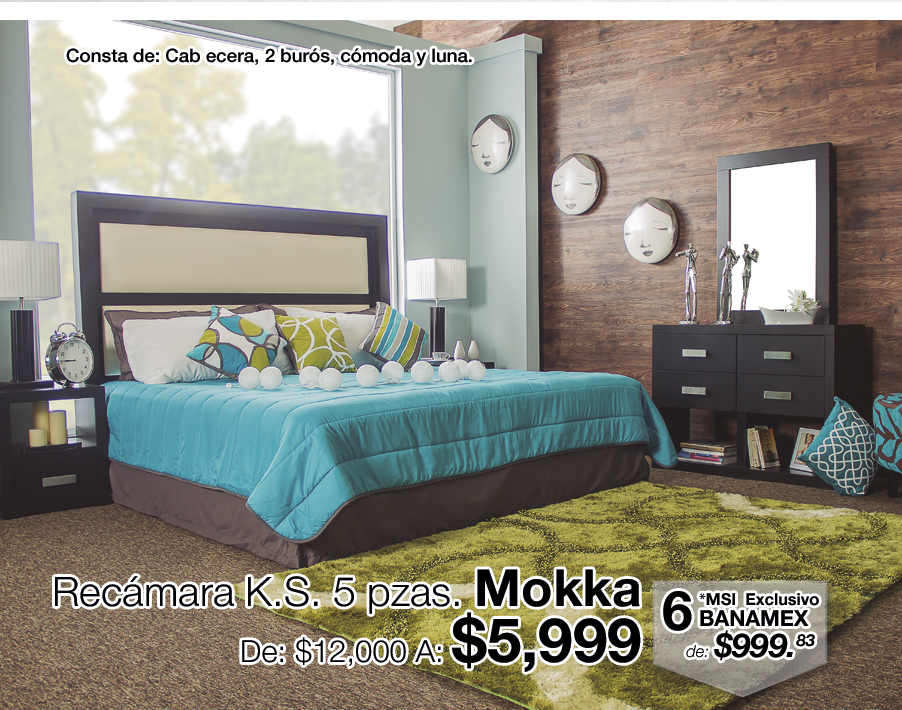 Consta de: Cab ecera, 2 burós, cómoda y luna.
Recámara K.S. 5 pzas. Mokka
De: $12,000 A: $5,999
6 *MSI Exclusivo
BANAMEX
de: $999.83